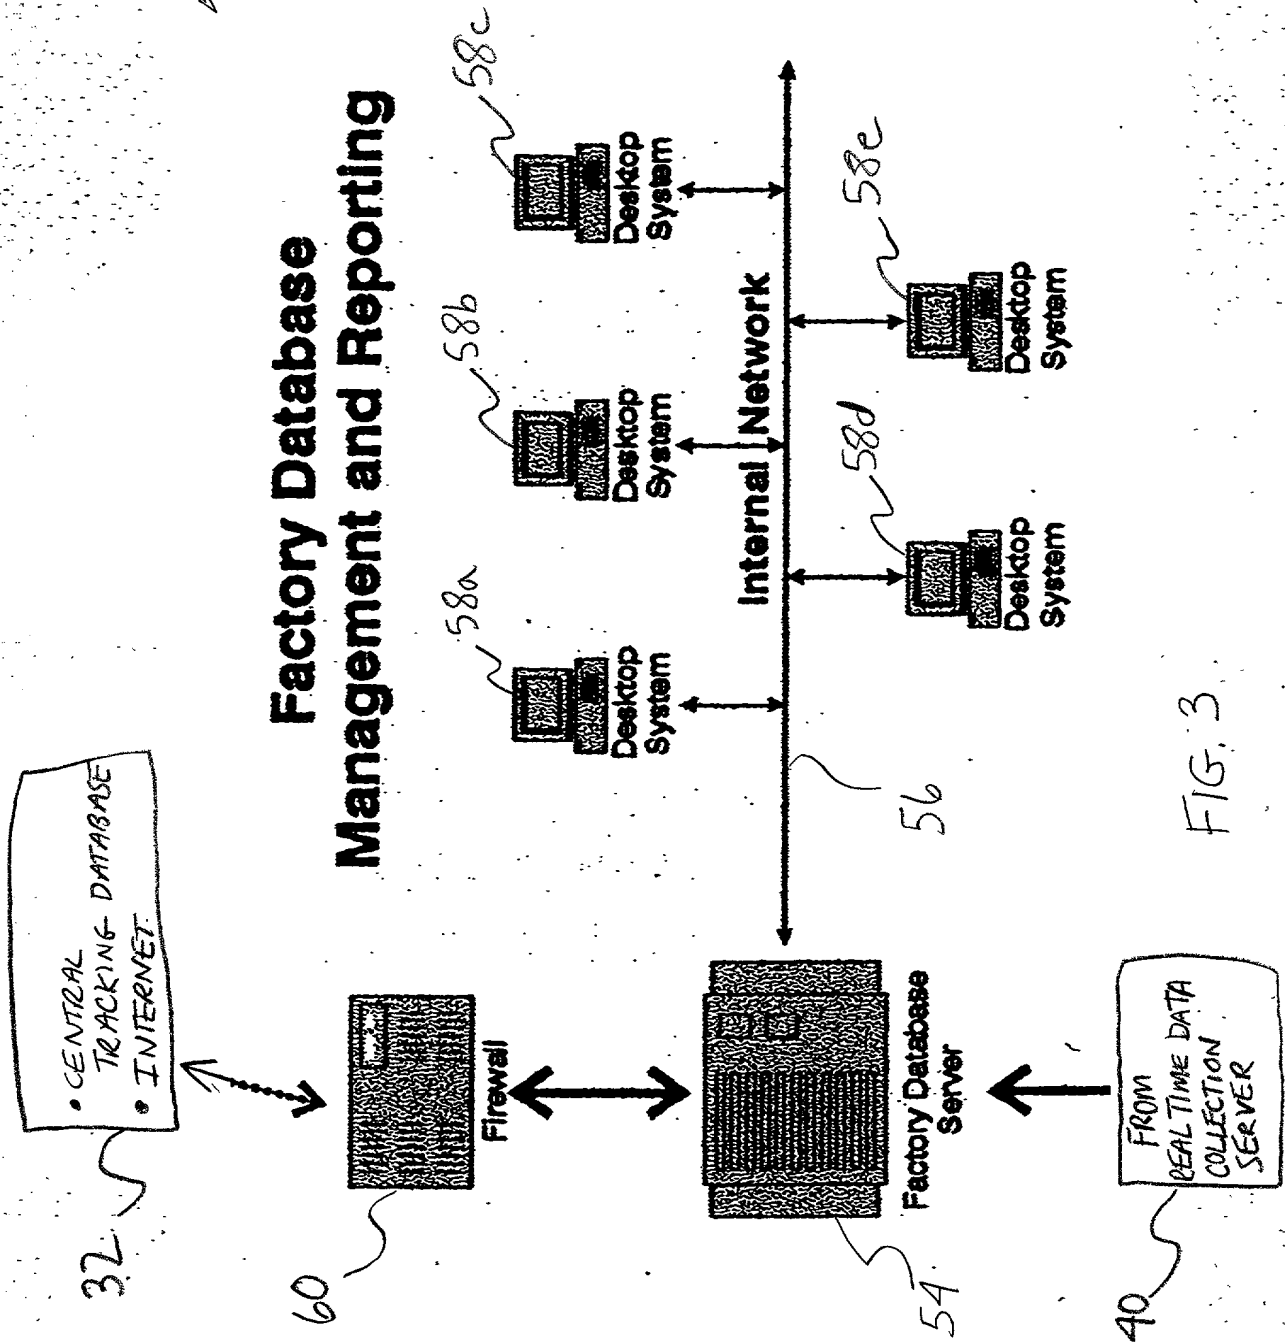 Factory Database
Management and Reporting
• CENTRAL
TRACKING DATABASE
• INTERNET
32
60
Firewall
58a
58b
58c
Desktop
System
Desktop
System
Desktop
System
Internal Network
56
58d
58e
Desktop
System
Desktop
System
Factory Database
Server
54
FROM
REAL TIME DATA
COLLECTION
SERVER
40
FIG. 3